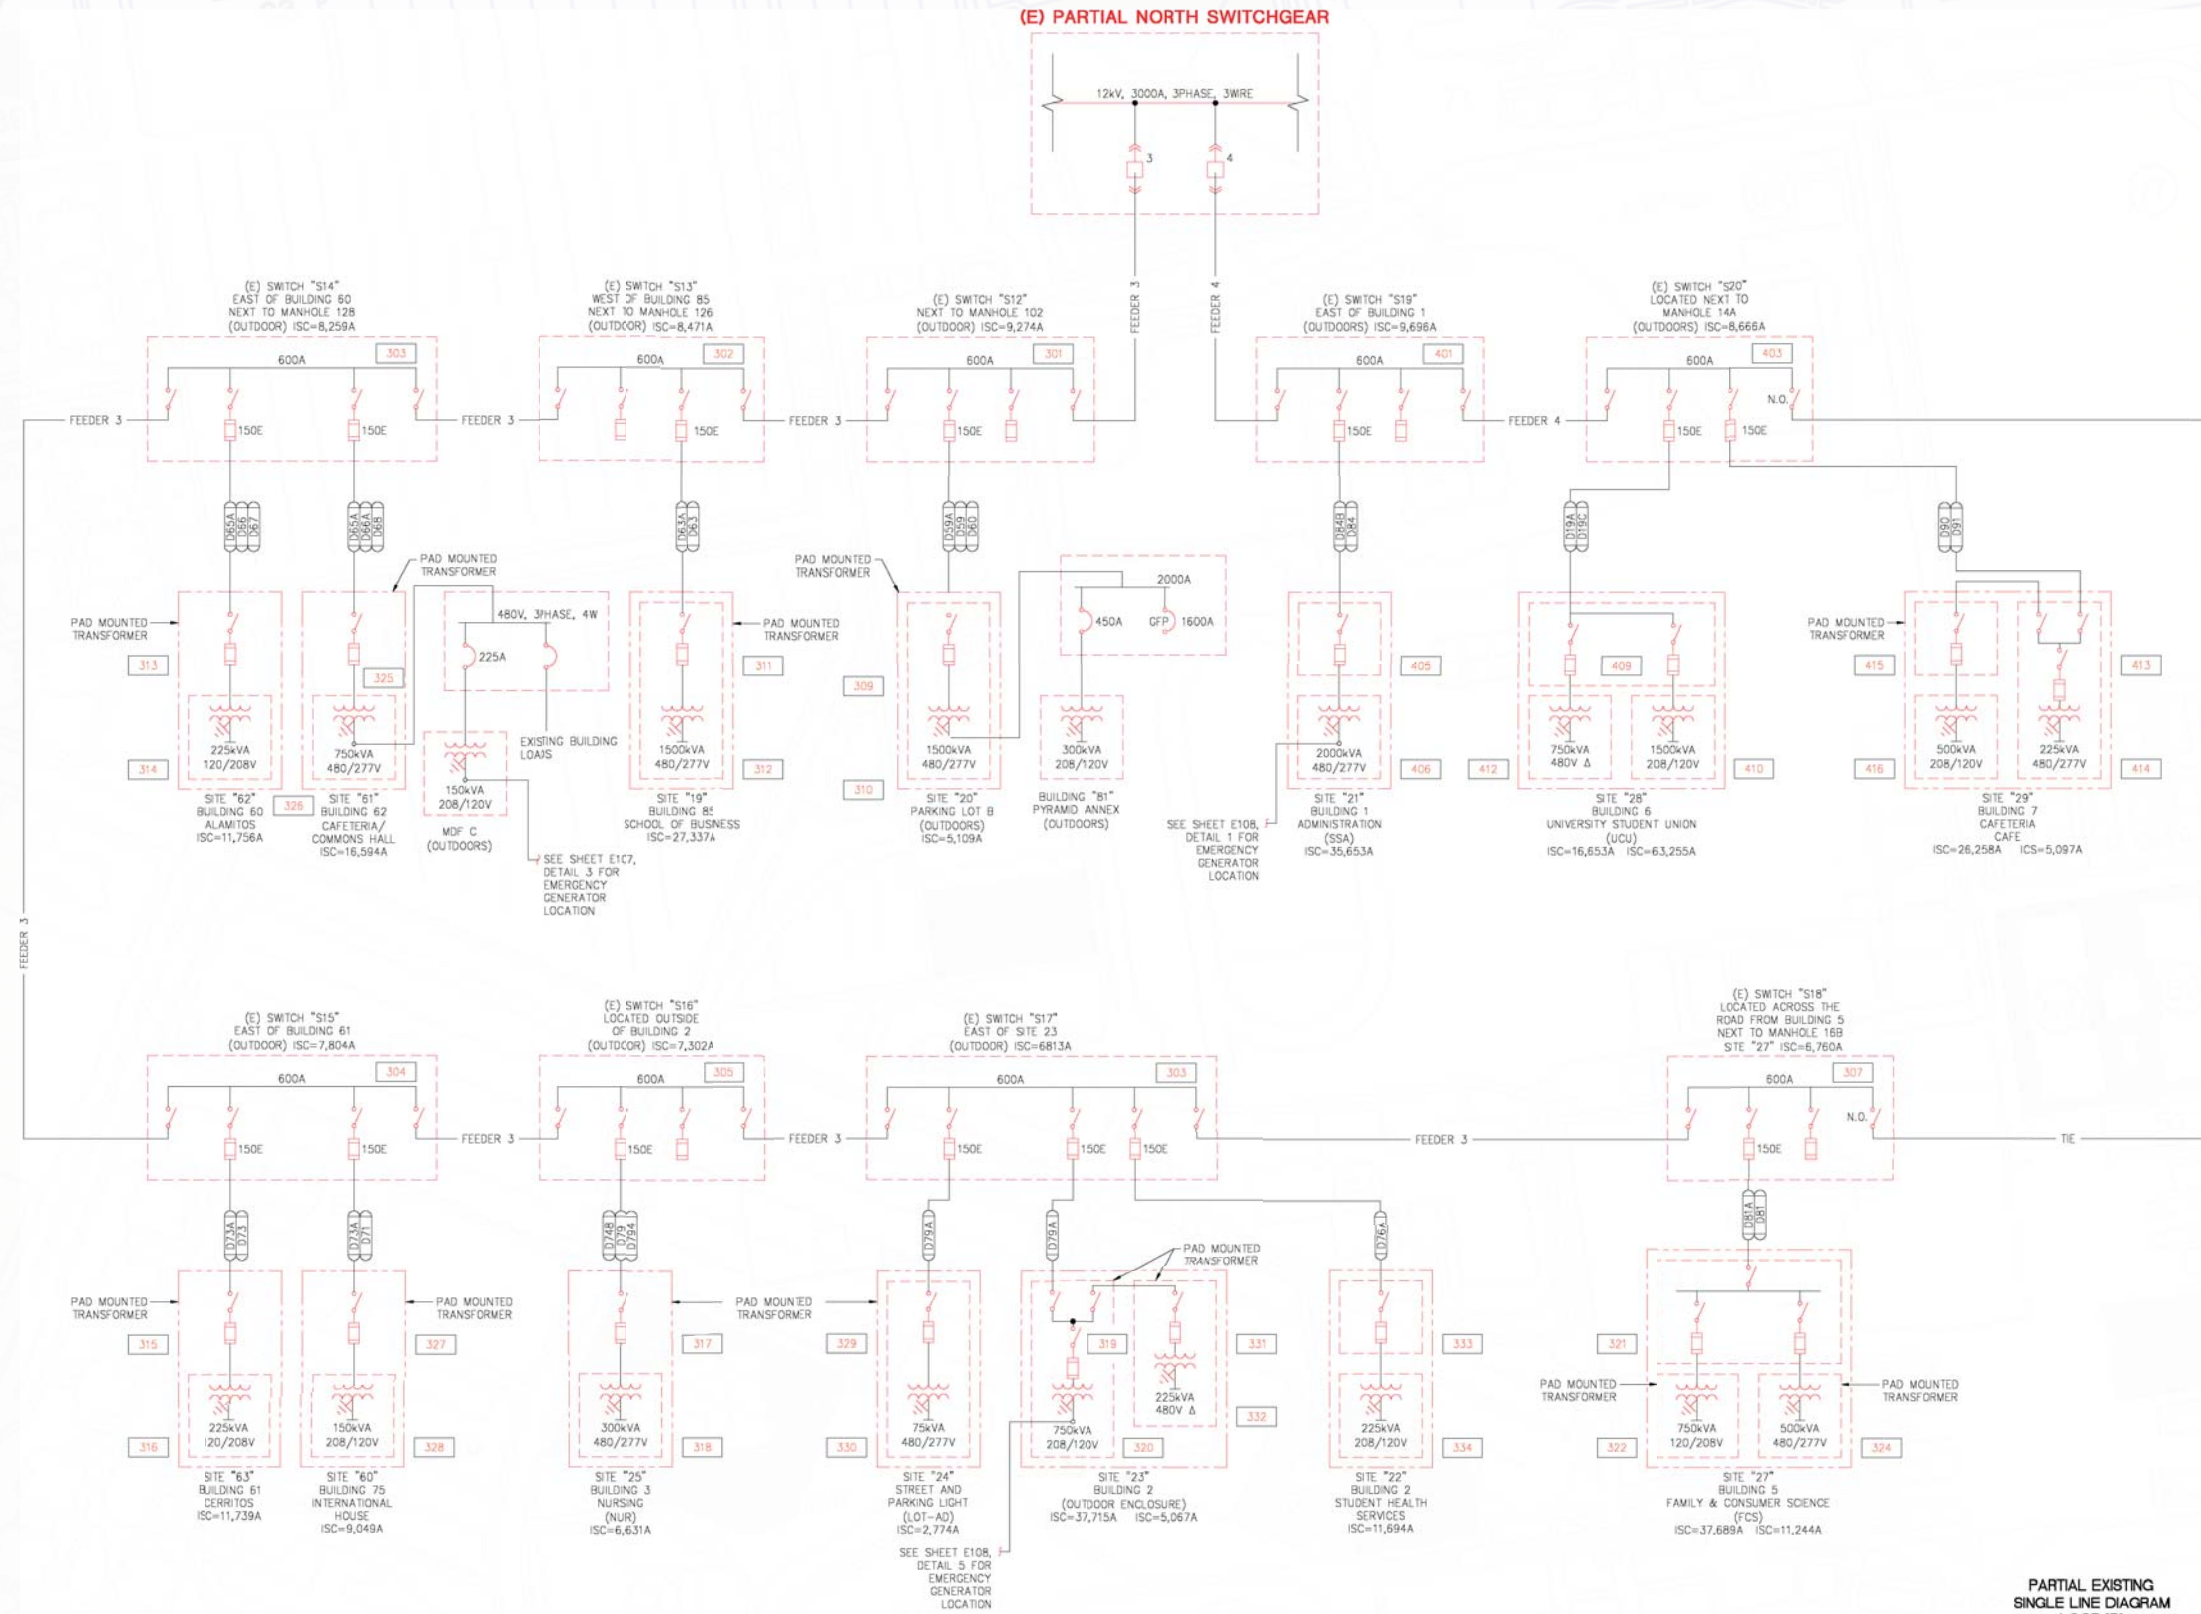 (E) PARTIAL NORTH SWITCHGEAR
12kV, 3000A, 3PHASE, 3WIRE
3
4
FEEDER 3
FEEDER 4
(E) SWITCH "S14"
EAST OF BUILDING 60
NEXT TO MANHOLE 128
(OUTDOOR) ISC=8,259A
600A
303
150E
150E
FEEDER 3
(E) SWITCH "S13"
WEST OF BUILDING 85
NEXT TO MANHOLE 126
(OUTDOOR) ISC=8,471A
600A
302
150E
FEEDER 3
(E) SWITCH "S12"
NEXT TO MANHOLE 102
(OUTDOOR) ISC=9,274A
600A
301
150E
FEEDER 3
(E) SWITCH "S19"
EAST OF BUILDING 1
(OUTDOORS) ISC=9,696A
600A
401
150E
FEEDER 4
(E) SWITCH "S20"
LOCATED NEXT TO
MANHOLE 14A
(OUTDOORS) ISC=8,666A
600A
403
N.O.
150E
150E
D65A
D66
D67
D65A
D66A
D68
D63A
D63
D59A
D59
D60
D84B
D84
D19A
D19C
D90
D91
PAD MOUNTED
TRANSFORMER
313
314
225kVA
120/208V
SITE "62"
BUILDING 60
ALAMITOS
ISC=11,756A
PAD MOUNTED
TRANSFORMER
325
326
750kVA
480/277V
SITE "61"
BUILDING 62
CAFETERIA/
COMMONS HALL
ISC=16,594A
480V, 3PHASE, 4W
225A
EXISTING BUILDING
LOADS
150kVA
208/120V
MDF C
(OUTDOORS)
SEE SHEET E107,
DETAIL 3 FOR
EMERGENCY
GENERATOR
LOCATION
PAD MOUNTED
TRANSFORMER
311
312
1500kVA
480/277V
SITE "19"
BUILDING 85
SCHOOL OF BUSNESS
ISC=27,337A
PAD MOUNTED
TRANSFORMER
309
310
1500kVA
480/277V
SITE "20"
PARKING LOT B
(OUTDOORS)
ISC=5,109A
2000A
450A
GFP
1600A
300kVA
208/120V
BUILDING "81"
PYRAMID ANNEX
(OUTDOORS)
405
406
2000kVA
480/277V
SITE "21"
BUILDING 1
ADMINISTRATION
(SSA)
ISC=35,653A
SEE SHEET E108,
DETAIL 1 FOR
EMERGENCY
GENERATOR
LOCATION
409
412
410
750kVA
480V Δ
1500kVA
208/120V
SITE "28"
BUILDING 6
UNIVERSITY STUDENT UNION
(UCU)
ISC=16,653A ISC=63,255A
PAD MOUNTED
TRANSFORMER
415
416
413
414
500kVA
208/120V
225kVA
480/277V
SITE "29"
BUILDING 7
CAFETERIA
CAFE
ISC=26,258A ICS=5,097A
FEEDER 3
(E) SWITCH "S15"
EAST OF BUILDING 61
(OUTDOOR) ISC=7,804A
600A
304
150E
150E
FEEDER 3
(E) SWITCH "S16"
LOCATED OUTSIDE
OF BUILDING 2
(OUTDOOR) ISC=7,302A
600A
305
150E
FEEDER 3
(E) SWITCH "S17"
EAST OF SITE 23
(OUTDOOR) ISC=6813A
600A
303
150E
150E
150E
FEEDER 3
(E) SWITCH "S18"
LOCATED ACROSS THE
ROAD FROM BUILDING 5
NEXT TO MANHOLE 16B
SITE "27" ISC=6,760A
600A
307
N.O.
150E
TIE
D73A
D73
D73A
D71
D74B
D79
D794
D79A
D79A
D76A
D81A
D81
PAD MOUNTED
TRANSFORMER
315
316
225kVA
120/208V
SITE "63"
BUILDING 61
CERRITOS
ISC=11,739A
PAD MOUNTED
TRANSFORMER
327
328
150kVA
208/120V
SITE "60"
BUILDING 75
INTERNATIONAL
HOUSE
ISC=9,049A
317
318
300kVA
480/277V
SITE "25"
BUILDING 3
NURSING
(NUR)
ISC=6,631A
PAD MOUNTED
TRANSFORMER
329
330
75kVA
480/277V
SITE "24"
STREET AND
PARKING LIGHT
(LOT-AD)
ISC=2,774A
SEE SHEET E108,
DETAIL 5 FOR
EMERGENCY
GENERATOR
LOCATION
PAD MOUNTED
TRANSFORMER
319
320
331
332
750kVA
208/120V
225kVA
480V Δ
SITE "23"
BUILDING 2
(OUTDOOR ENCLOSURE)
ISC=37,715A ISC=5,067A
333
334
225kVA
208/120V
SITE "22"
BUILDING 2
STUDENT HEALTH
SERVICES
ISC=11,694A
321
PAD MOUNTED
TRANSFORMER
322
PAD MOUNTED
TRANSFORMER
324
750kVA
120/208V
500kVA
480/277V
SITE "27"
BUILDING 5
FAMILY & CONSUMER SCIENCE
(FCS)
ISC=37,689A ISC=11,244A
PARTIAL EXISTING
SINGLE LINE DIAGRAM